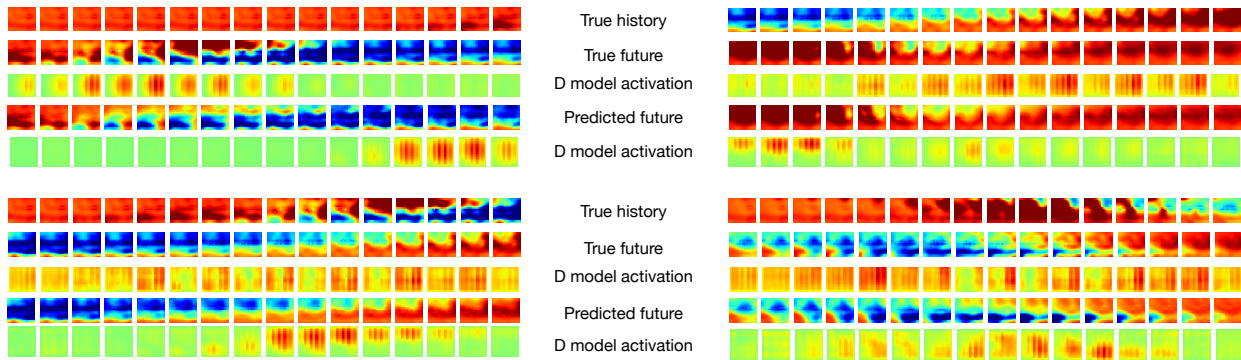 True history
True future
D model activation
Predicted future
D model activation
True history
True future
D model activation
Predicted future
D model activation